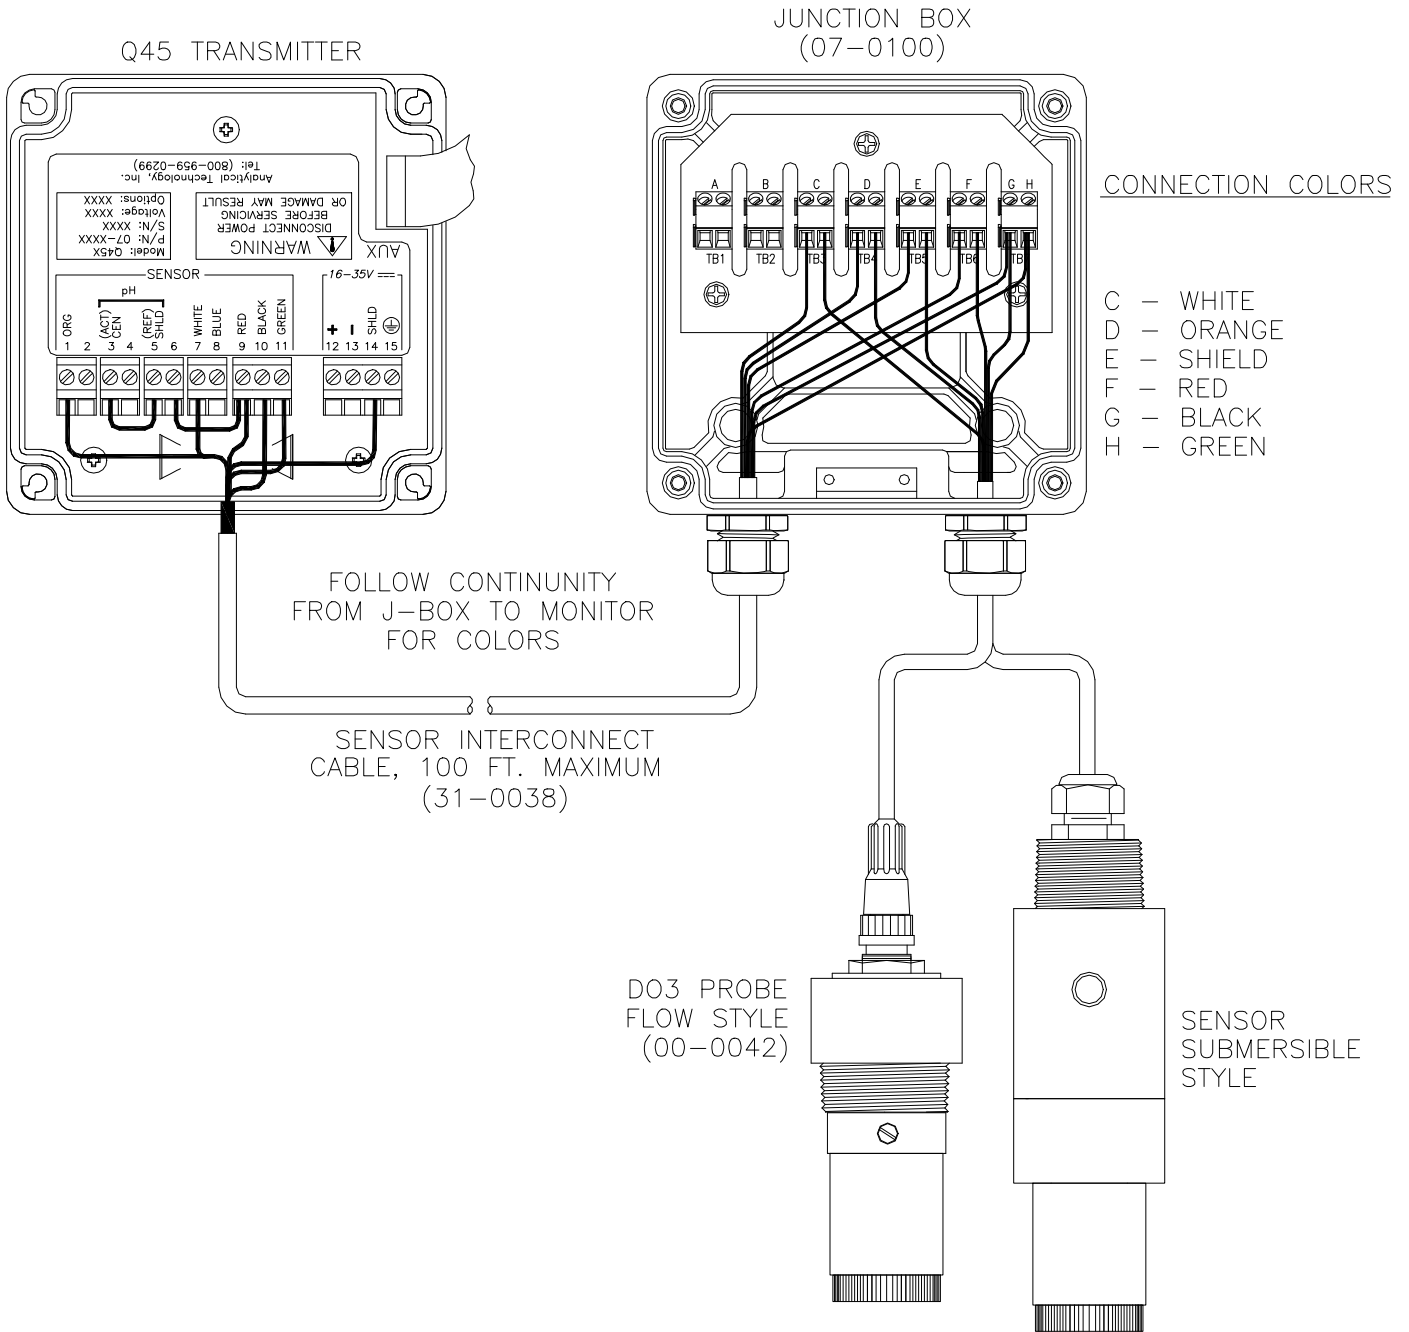 Q45 TRANSMITTER
JUNCTION BOX
(07-0100)
Tel: (800-959-0299)
Analytical Technology, Inc.
Options: XXXX
Voltage: XXXX
S/N: XXXX
P/N: 07-XXXX
Model: Q45X
OR DAMAGE MAY RESULT
BEFORE SERVICING
DISCONNECT POWER
WARNING
AUX
SENSOR
16-35V
pH
ORG
(ACT)
CEN
(REF)
SHLD
WHITE
BLUE
RED
BLACK
GREEN
+
-
SHLD
1 2 3 4 5 6 7 8 9 10 11 12 13 14 15
A B C D E F G H
TB1 TB2 TB3 TB4 TB5 TB6 TB
CONNECTION COLORS
C - WHITE
D - ORANGE
E - SHIELD
F - RED
G - BLACK
H - GREEN
FOLLOW CONTINUNITY
FROM J-BOX TO MONITOR
FOR COLORS
SENSOR INTERCONNECT
CABLE, 100 FT. MAXIMUM
(31-0038)
DO3 PROBE
FLOW STYLE
(00-0042)
SENSOR
SUBMERSIBLE
STYLE